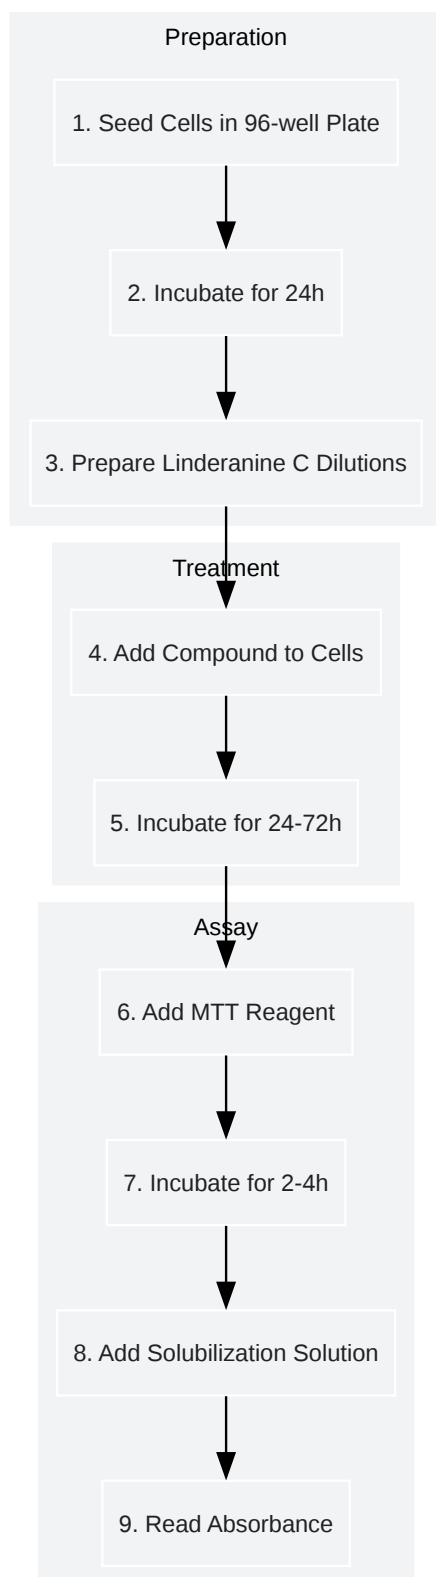 Preparation
1. Seed Cells in 96-well Plate
2. Incubate for 24h
3. Prepare Linderanine C Dilutions
Treatment
4. Add Compound to Cells
5. Incubate for 24-72h
Assay
6. Add MTT Reagent
7. Incubate for 2-4h
8. Add Solubilization Solution
9. Read Absorbance